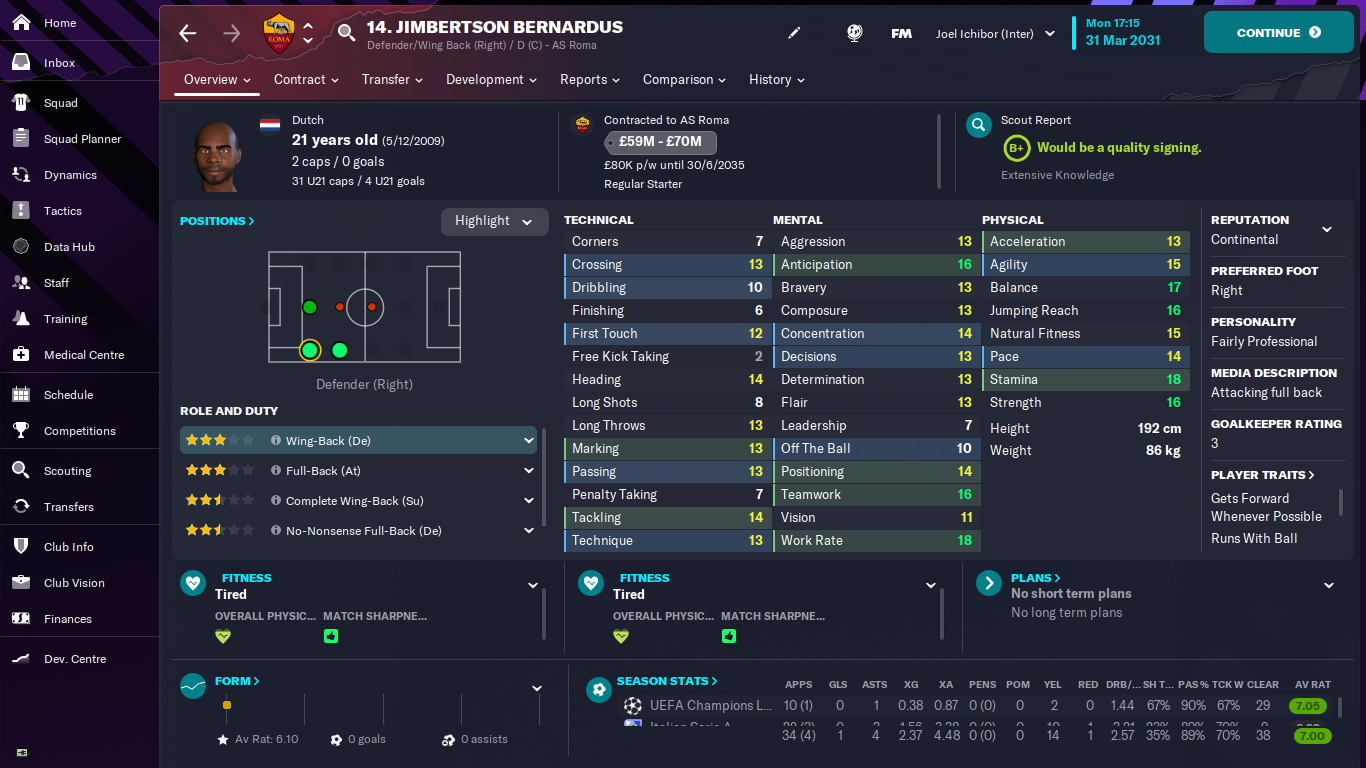 Home
Inbox
Squad
Squad Planner
Dynamics
Tactics
Data Hub
Staff
Training
Medical Centre
Schedule
Competitions
Scouting
Transfers
Club Info
Club Vision
Finances
Dev. Centre
ROMA
14. JIMBERTSON BERNARDUS
Defender/Wing Back (Right) / D (C) - AS Roma
FM
Joel Ichibor (Inter)
Mon 17:15
31 Mar 2031
CONTINUE
Overview Contract Transfer Development Reports Comparison History
Dutch
21 years old (5/12/2009)
2 caps / 0 goals
31 U21 caps / 4 U21 goals
Contracted to AS Roma
£59M - £70M
£80K p/w until 30/6/2035
Regular Starter
Scout Report
B+ Would be a quality signing.
Extensive Knowledge
POSITIONS >
Highlight
Defender (Right)
ROLE AND DUTY
Wing-Back (De)
Full-Back (At)
Complete Wing-Back (Su)
No-Nonsense Full-Back (De)
TECHNICAL
Corners 7
Crossing 13
Dribbling 10
Finishing 6
First Touch 12
Free Kick Taking 2
Heading 14
Long Shots 8
Long Throws 13
Marking 13
Passing 13
Penalty Taking 7
Tackling 14
Technique 13
MENTAL
Aggression 13
Anticipation 16
Bravery 13
Composure 13
Concentration 14
Decisions 13
Determination 13
Flair 13
Leadership 7
Off The Ball 10
Positioning 14
Teamwork 16
Vision 11
Work Rate 18
PHYSICAL
Acceleration 13
Agility 15
Balance 17
Jumping Reach 16
Natural Fitness 15
Pace 14
Stamina 18
Strength 16
Height 192 cm
Weight 86 kg
REPUTATION
Continental
PREFERRED FOOT
Right
PERSONALITY
Fairly Professional
MEDIA DESCRIPTION
Attacking full back
GOALKEEPER RATING
3
PLAYER TRAITS >
Gets Forward
Whenever Possible
Runs With Ball
FITNESS
Tired
OVERALL PHYSIC... MATCH SHARPNE...
FITNESS
Tired
OVERALL PHYSIC... MATCH SHARPNE...
PLANS >
No short term plans
No long term plans
FORM >
Av Rat: 6.10 0 goals 0 assists
SEASON STATS >
APPS GLS ASTS XG XA PENS POM YEL RED DRB/... SH T... PAS % TCK W CLEAR AV RAT
UEFA Champions L... 10 (1) 0 1 0.38 0.87 0 (0) 0 2 0 1.44 67% 90% 67% 29 7.05
Italian Serie A
34 (4) 1 4 2.37 4.48 0 (0) 0 14 1 2.57 35% 89% 70% 38 7.00